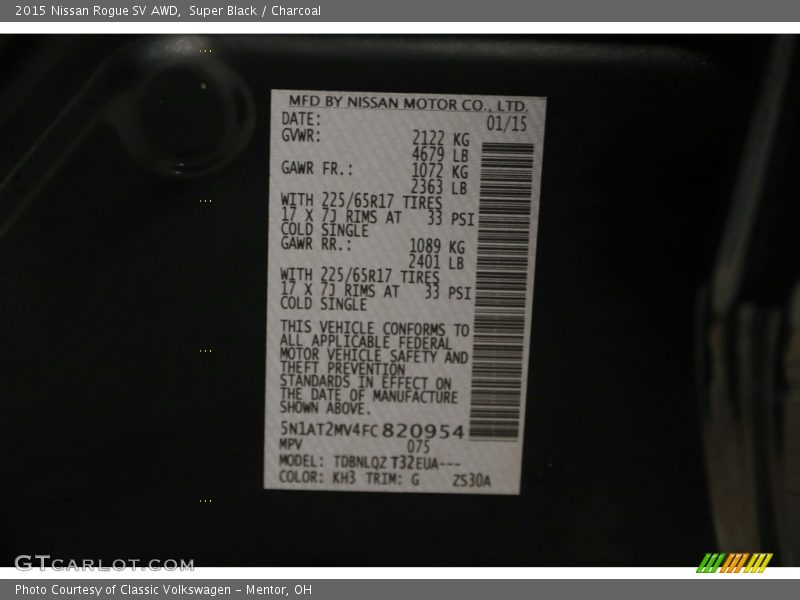 2015 Nissan Rogue SV AWD, Super Black / Charcoal
MFD BY NISSAN MOTOR CO., LTD.
DATE: 01/15
GVWR: 2122 KG
4679 LB
GAWR FR.: 1072 KG
2363 LB
WITH 225/65R17 TIRES
17 X 7J RIMS AT 33 PSI
COLD SINGLE
GAWR RR.: 1089 KG
2401 LB
WITH 225/65R17 TIRES
17 X 7J RIMS AT 33 PSI
COLD SINGLE
THIS VEHICLE CONFORMS TO
ALL APPLICABLE FEDERAL
MOTOR VEHICLE SAFETY AND
THEFT PREVENTION
STANDARDS IN EFFECT ON
THE DATE OF MANUFACTURE
SHOWN ABOVE.
5N1AT2MV4FC820954
MPV 075
MODEL: TDBNLQZ T32EUA---
COLOR: KH3 TRIM: G ZS30A
GTCARLOT.COM
Photo Courtesy of Classic Volkswagen - Mentor, OH